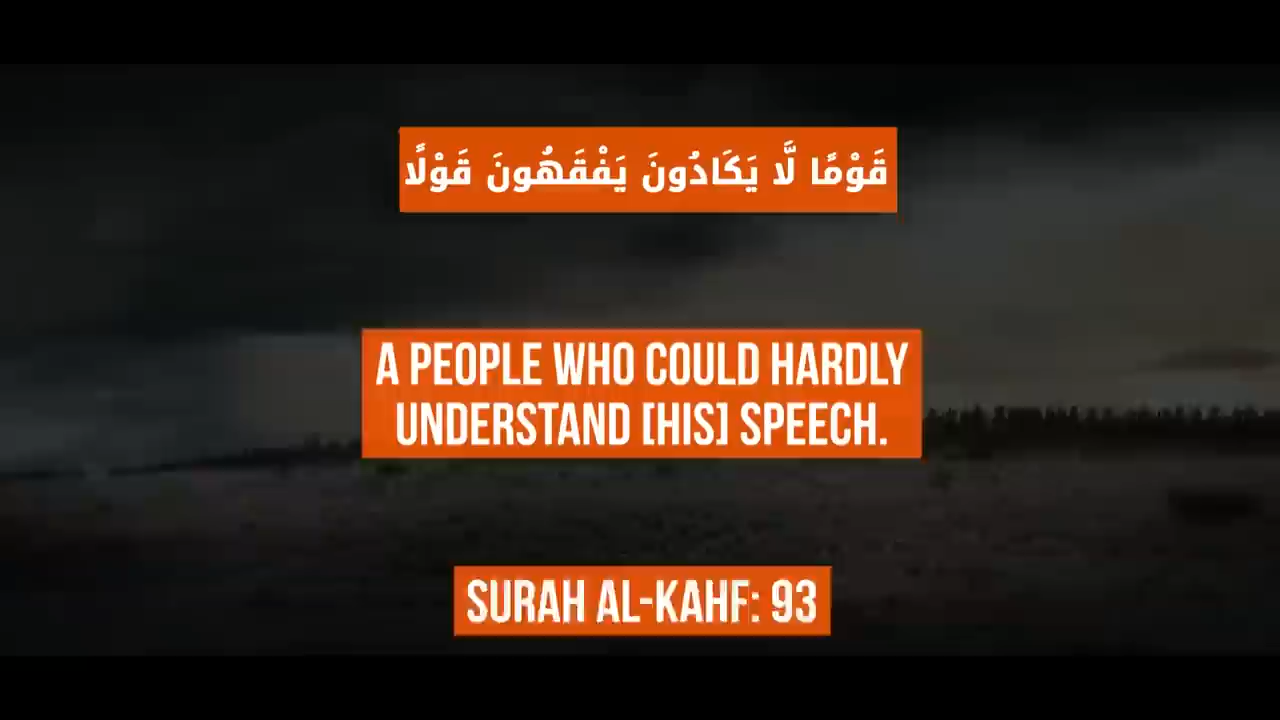 قَوْمًا لَّا يَكَادُونَ يَفْقَهُونَ قَوْلًا
A PEOPLE WHO COULD HARDLY
UNDERSTAND [HIS] SPEECH.
SURAH AL-KAHF: 93